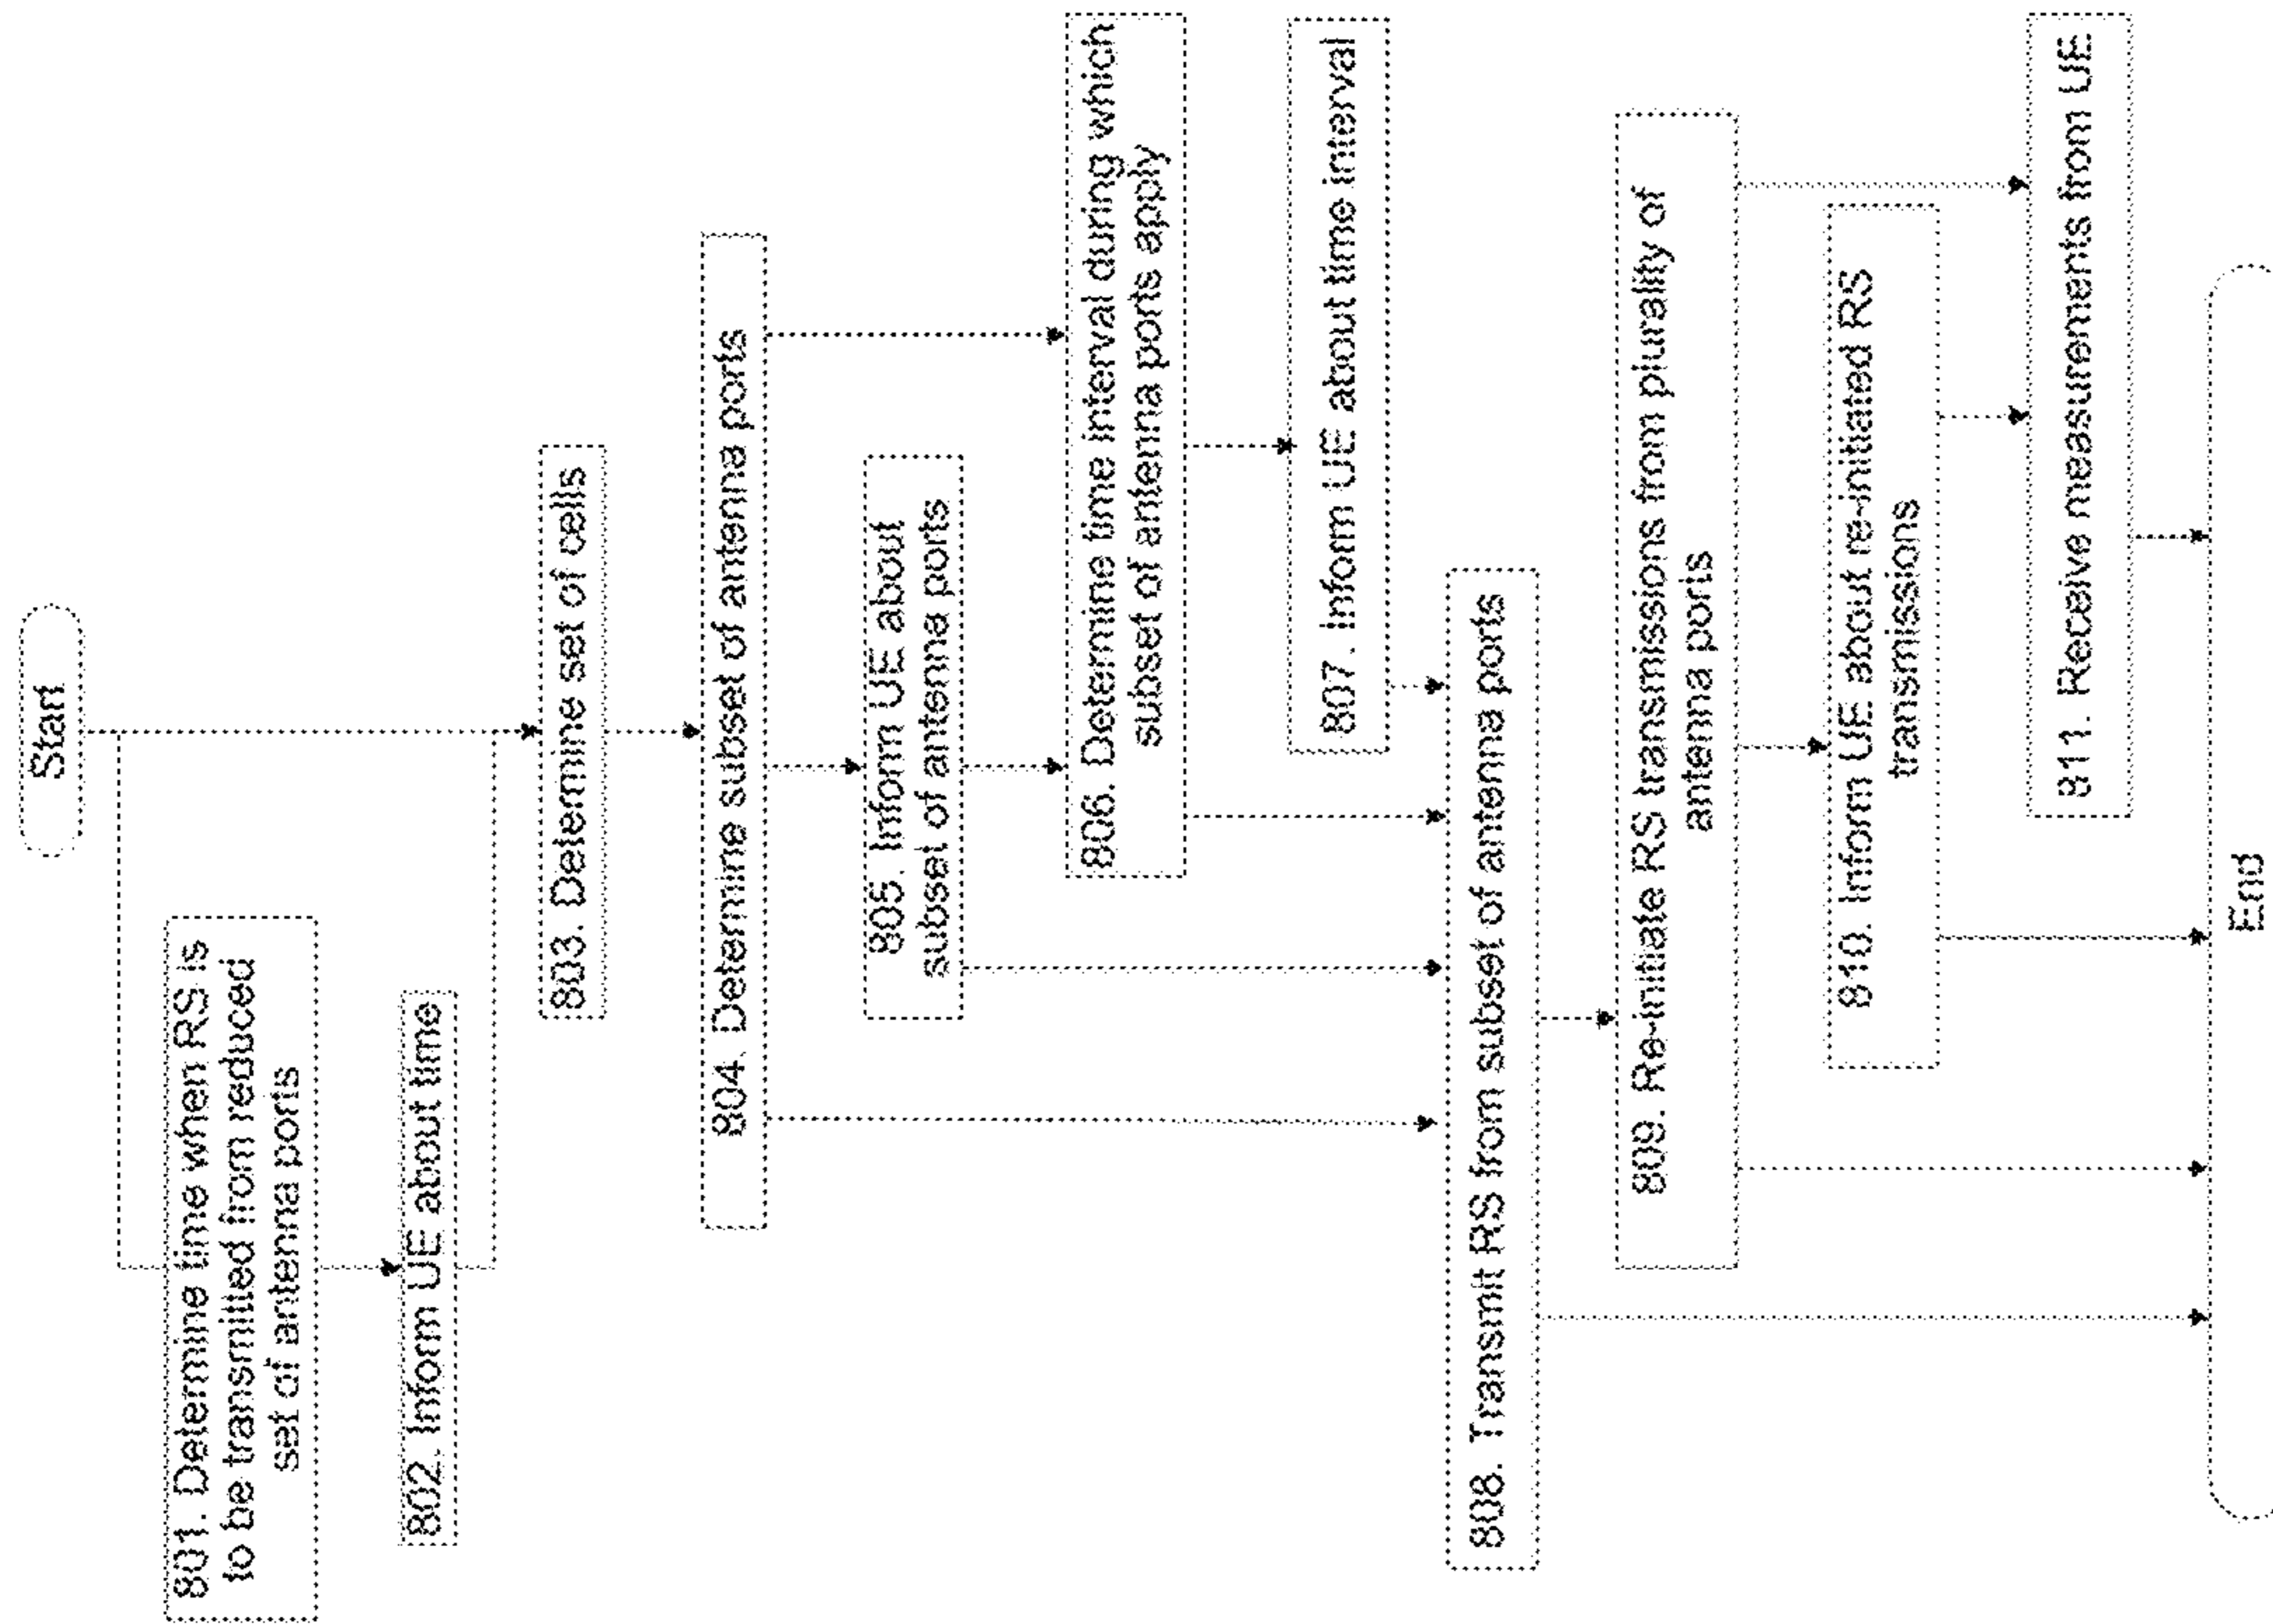 Start
801. Determine time when RS is
to be transmitted from reduced
set of antenna ports
802. Inform UE about time
803. Determine set of cells
804. Determine subset of antenna ports
805. Inform UE about
subset of antenna ports
806. Determine time interval during which
subset of antenna ports apply
807. Inform UE about time interval
808. Transmit RS from subset of antenna ports
809. Re-initiate RS transmissions from plurality of
antenna ports
810. Inform UE about re-initiated RS
transmissions
811. Receive measurements from UE
End